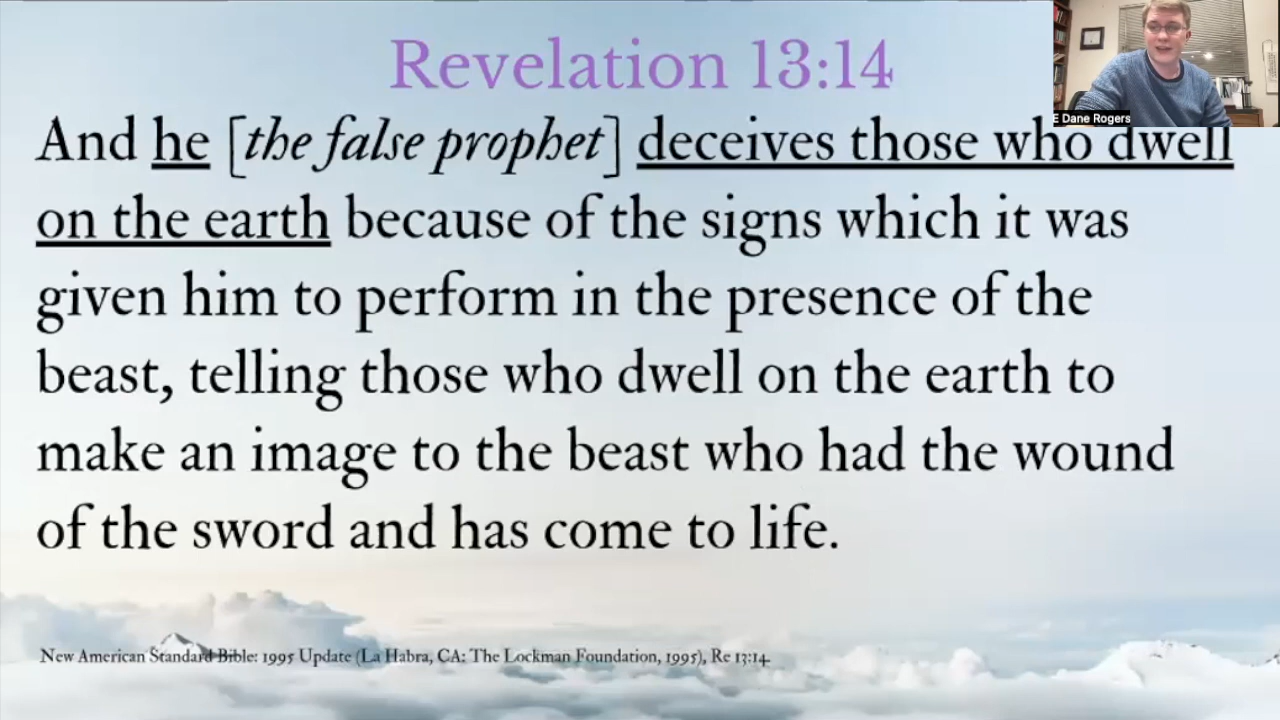 Revelation 13:14
E Dane Rogers
And he [the false prophet] deceives those who dwell
on the earth because of the signs which it was
given him to perform in the presence of the
beast, telling those who dwell on the earth to
make an image to the beast who had the wound
of the sword and has come to life.
New American Standard Bible: 1995 Update (La Habra, CA: The Lockman Foundation, 1995), Re 13:14.